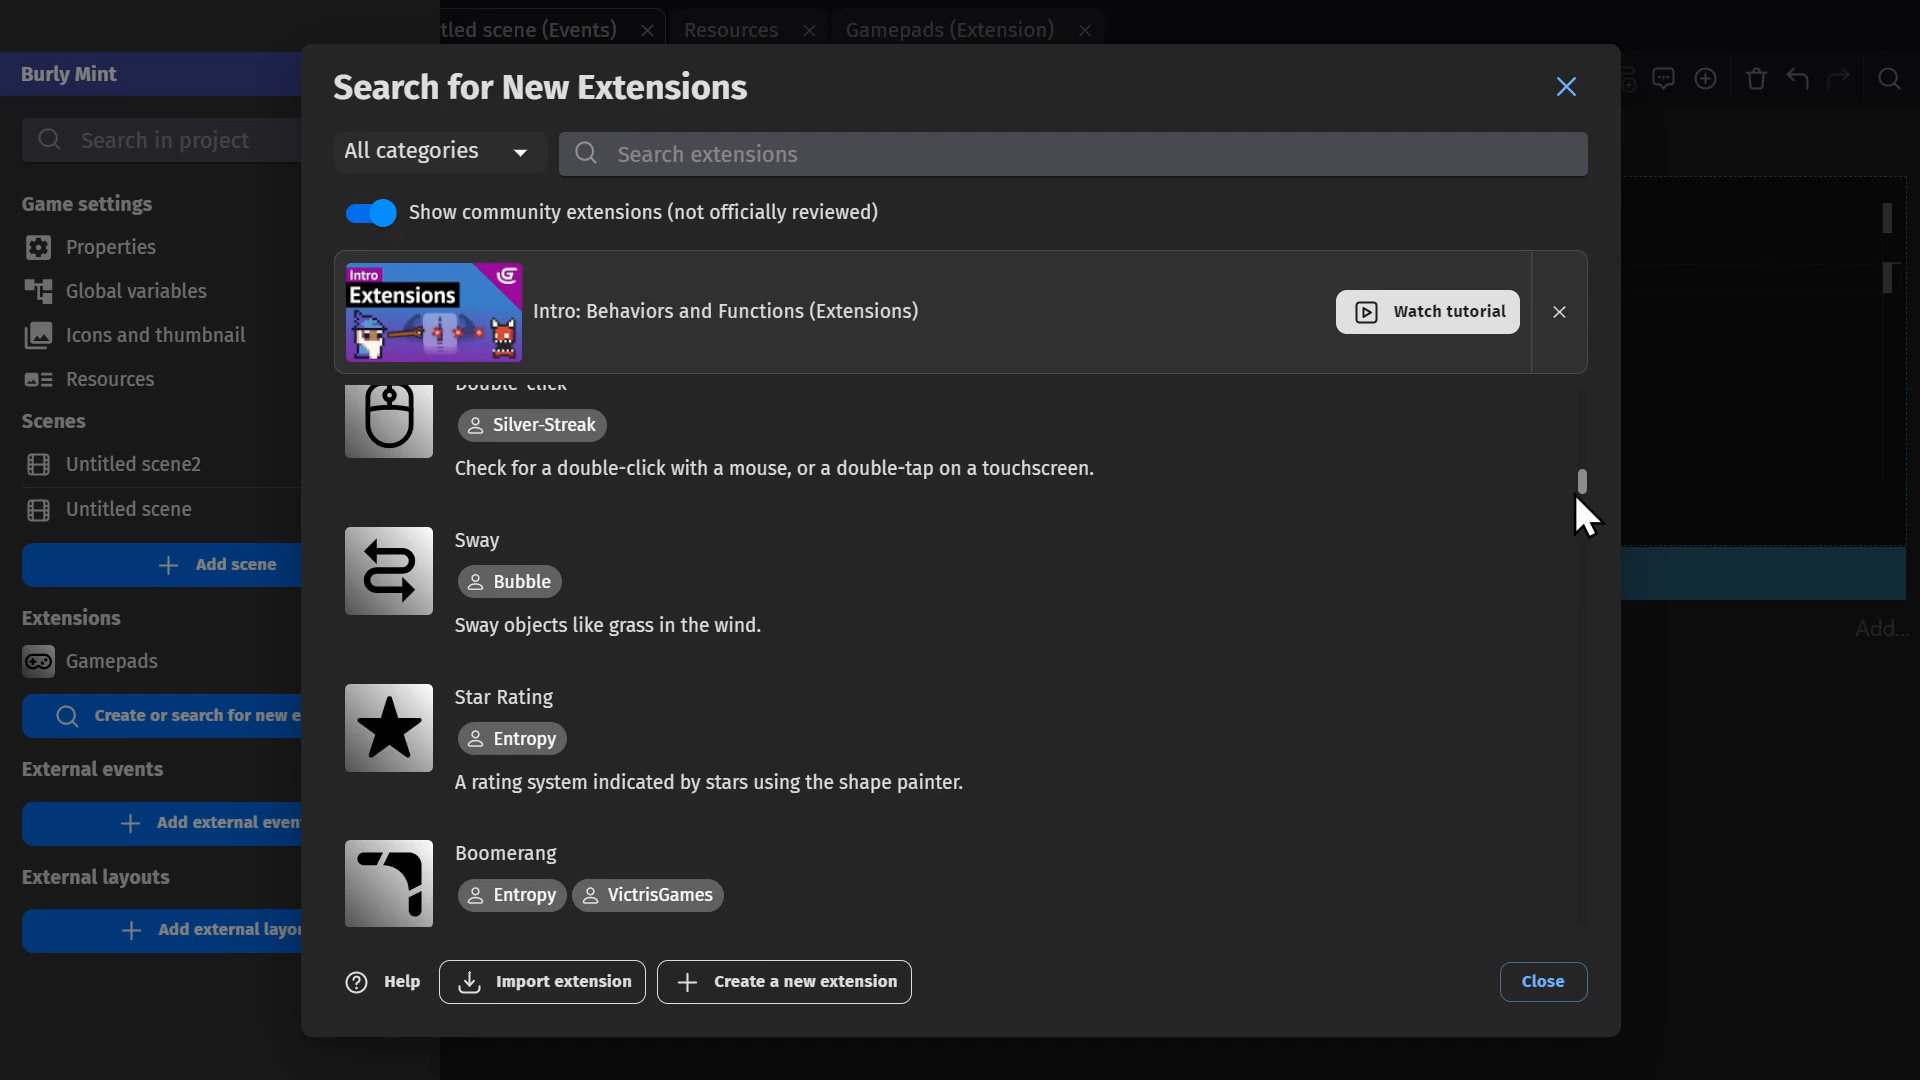 tled scene (Events)
Resources
Gamepads (Extension)
Burly Mint
Search in project
Game settings
Properties
Global variables
Icons and thumbnail
Resources
Scenes
Untitled scene2
Untitled scene
Add scene
Extensions
Gamepads
Create or search for new e
External events
Add external even
External layouts
Add external layou
Search for New Extensions
All categories
Search extensions
Show community extensions (not officially reviewed)
Intro
Extensions
Intro: Behaviors and Functions (Extensions)
Watch tutorial
Double-click
Silver-Streak
Check for a double-click with a mouse, or a double-tap on a touchscreen.
Sway
Bubble
Sway objects like grass in the wind.
Star Rating
Entropy
A rating system indicated by stars using the shape painter.
Boomerang
Entropy VictrisGames
Help
Import extension
Create a new extension
Close
Add...